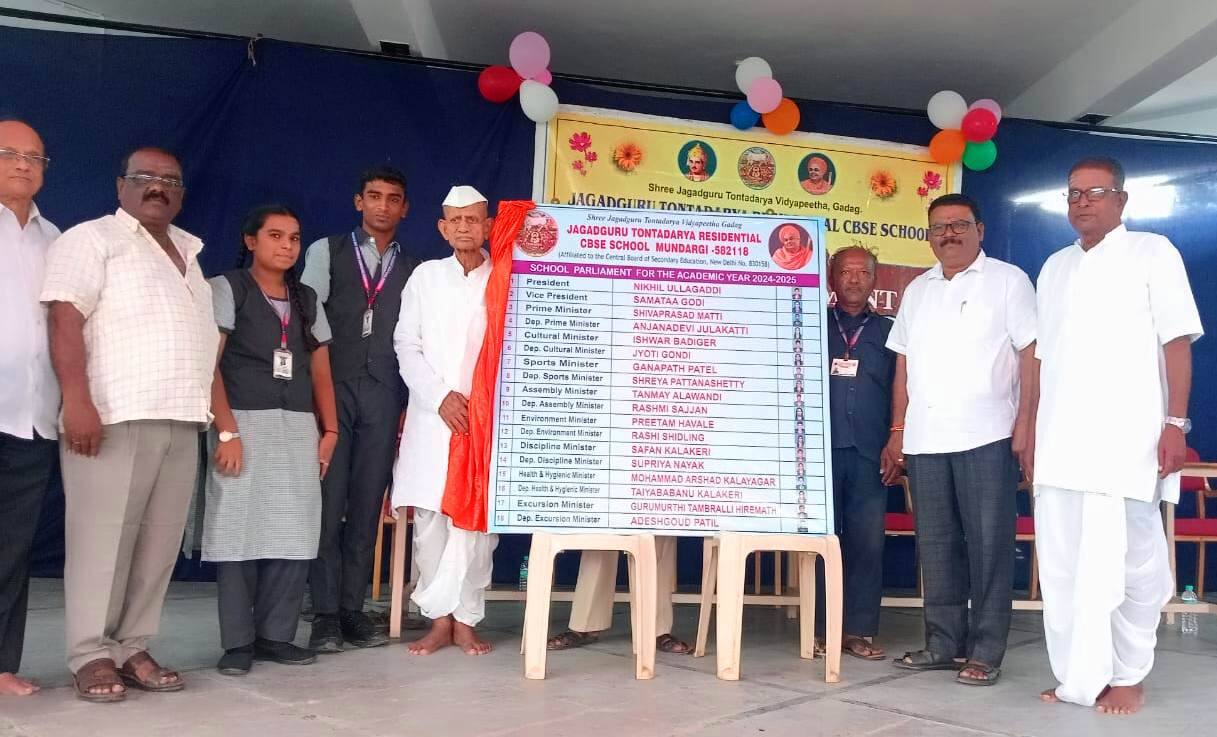 Shree Jagadguru Tontadarya Vidyapeetha, Gadag.
JAGADGURU TONTADARYA CBSE SCHOOL
Shree Jagadguru Tontadarya Vidyapeetha Gadag
JAGADGURU TONTADARYA RESIDENTIAL
CBSE SCHOOL MUNDARGI -582118
(Affiliated to the Central Board of Secondary Education, New Delhi No. 830158)
SCHOOL PARLIAMENT FOR THE ACADEMIC YEAR 2024-2025
1 President NIKHIL ULLAGADDI
2 Vice President SAMATAA GODI
3 Prime Minister SHIVAPRASAD MATTI
4 Dep. Prime Minister ANJANADEVI JULAKATTI
5 Cultural Minister ISHWAR BADIGER
6 Dep. Cultural Minister JYOTI GONDI
7 Sports Minister GANAPATH PATEL
8 Dep. Sports Minister SHREYA PATTANASHETTY
9 Assembly Minister TANMAY ALAWANDI
10 Dep. Assembly Minister RASHMI SAJJAN
11 Environment Minister PREETAM HAVALE
12 Dep. Environment Minister RASHI SHIDLING
13 Discipline Minister SAFAN KALAKERI
14 Dep. Discipline Minister SUPRIYA NAYAK
15 Health & Hygienic Minister MOHAMMAD ARSHAD KALAYAGAR
16 Dep. Health & Hygienic Minister TAIYABABANU KALAKERI
17 Excursion Minister GURUMURTHI TAMBRALLI HIREMATH
18 Dep. Excursion Minister ADESHGOUD PATIL